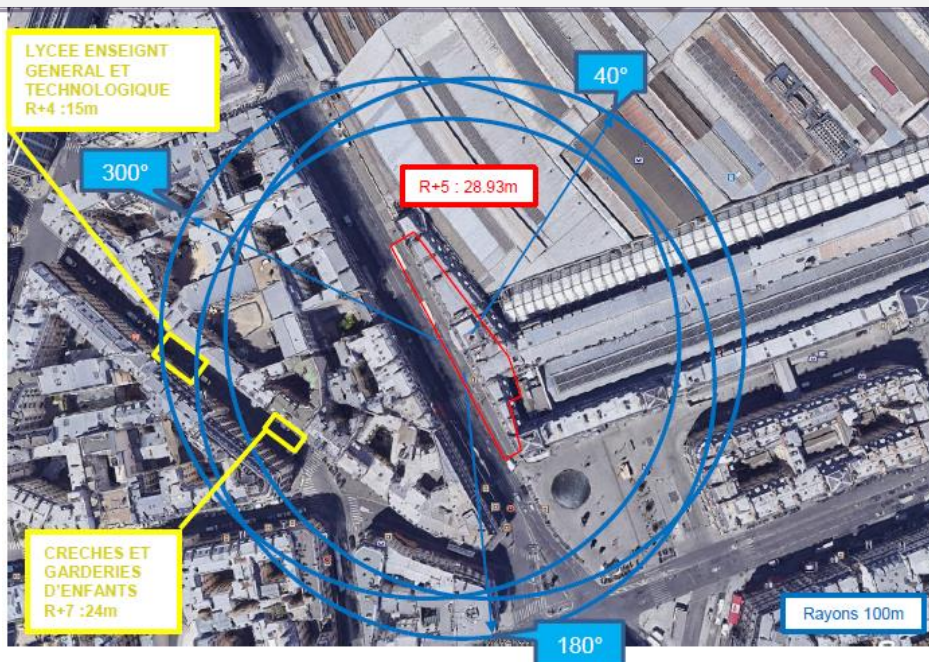 LYCEE ENSEIGNT
GENERAL ET
TECHNOLOGIQUE
R+4 :15m
40°
300°
R+5 : 28.93m
CRECHES ET
GARDERIES
D'ENFANTS
R+7 :24m
Rayons 100m
180°